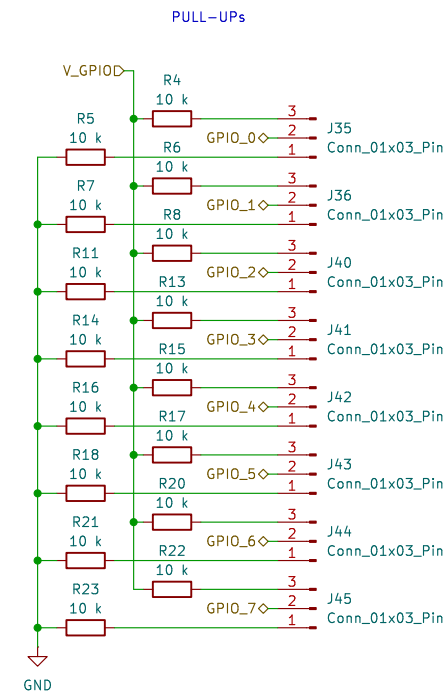 PULL-UPs
V_GPIO
R4
10 k
3
R5
10 k
GPIO_0
2
J35
Conn_01x03_Pin
1
R6
10 k
3
R7
10 k
GPIO_1
2
J36
Conn_01x03_Pin
1
R8
10 k
3
R11
10 k
GPIO_2
2
J40
Conn_01x03_Pin
1
R13
10 k
3
R14
10 k
GPIO_3
2
J41
Conn_01x03_Pin
1
R15
10 k
3
R16
10 k
GPIO_4
2
J42
Conn_01x03_Pin
1
R17
10 k
3
R18
10 k
GPIO_5
2
J43
Conn_01x03_Pin
1
R20
10 k
3
R21
10 k
GPIO_6
2
J44
Conn_01x03_Pin
1
R22
10 k
3
R23
10 k
GPIO_7
2
J45
Conn_01x03_Pin
1
GND